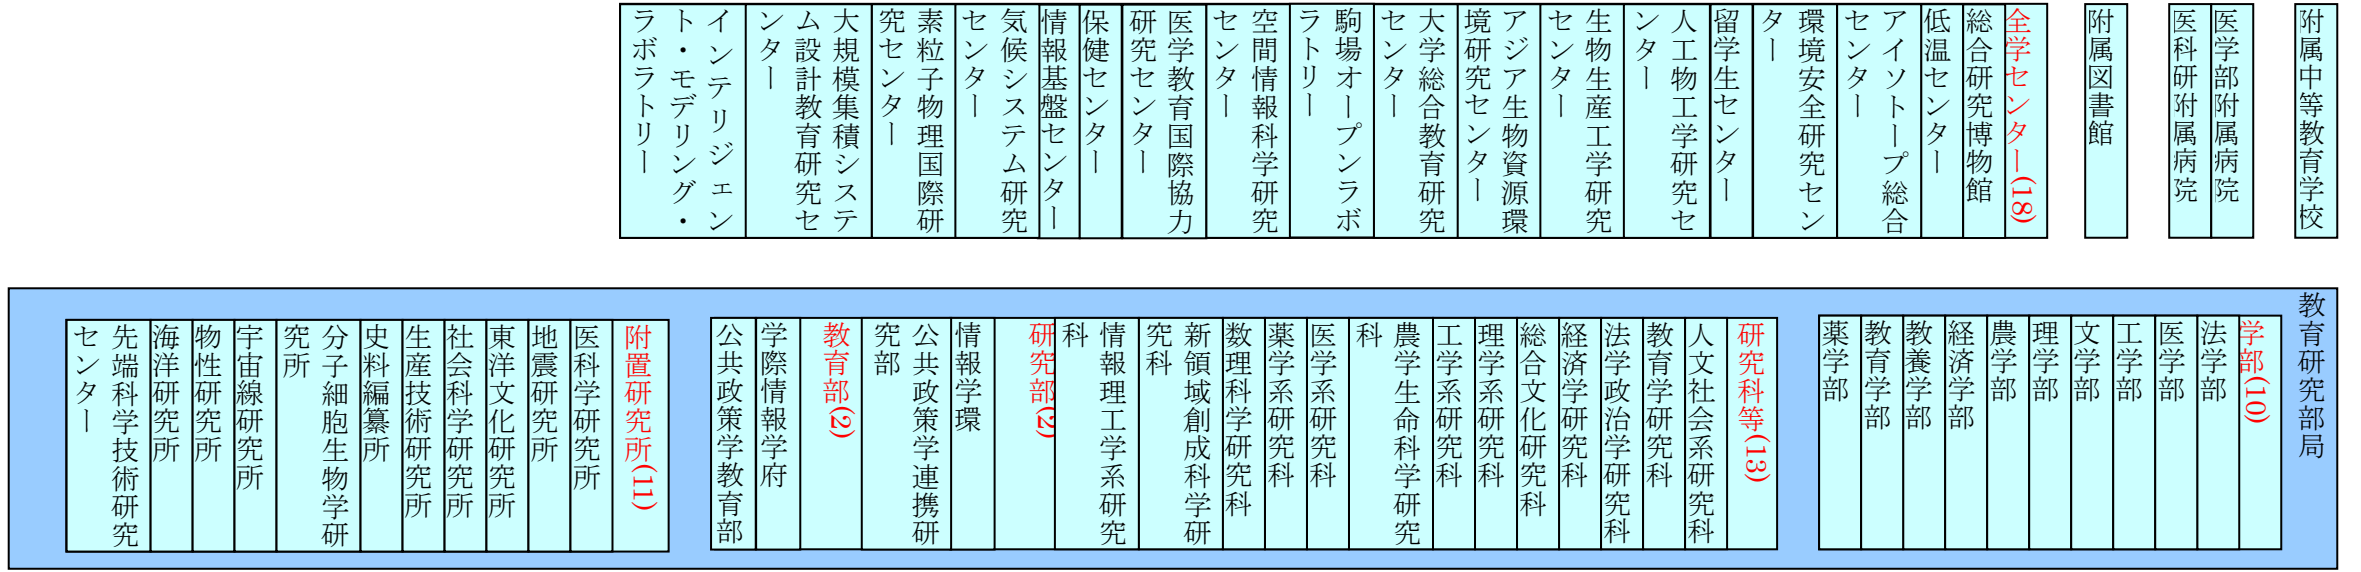 附属中等教育学校
医学部附属病院
医科研附属病院
附属図書館
全学センター(18)
総合研究博物館
低温センター
アイソトープ総合
センター
環境安全研究セン
ター
留学生センター
人工物工学研究セ
ンター
生物生産工学研究
センター
アジア生物資源環
境研究センター
大学総合教育研究
センター
駒場オープンラボ
ラトリー
空間情報科学研究
センター
医学教育国際協力
研究センター
保健センター
情報基盤センター
気候システム研究
センター
素粒子物理国際研
究センター
大規模集積システ
ム設計教育研究セ
ンター
インテリジェン
ト・モデリング・
ラボラトリー
教育研究部局
学部(10)
法学部
医学部
工学部
文学部
理学部
農学部
経済学部
教養学部
教育学部
薬学部
研究科等(13)
人文社会系研究科
教育学研究科
法学政治学研究科
経済学研究科
総合文化研究科
理学系研究科
工学系研究科
農学生命科学研究
科
医学系研究科
薬学系研究科
数理科学研究科
新領域創成科学研
究科
情報理工学系研究
科
研究部(2)
情報学環
公共政策学連携研
究部
教育部(2)
学際情報学府
公共政策学教育部
附置研究所(11)
医科学研究所
地震研究所
東洋文化研究所
社会科学研究所
生産技術研究所
史料編纂所
分子細胞生物学研
究所
宇宙線研究所
物性研究所
海洋研究所
先端科学技術研究
センター